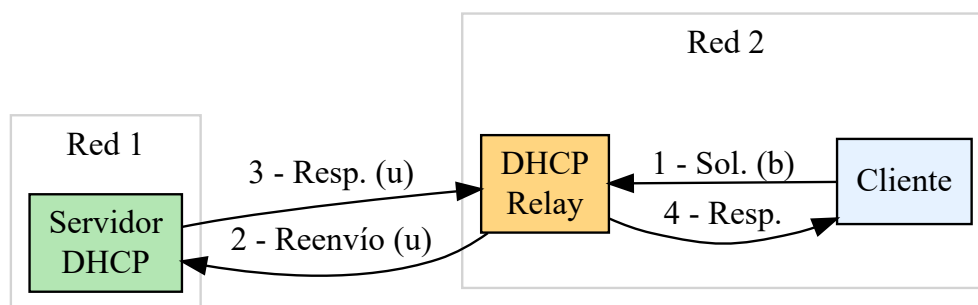 Red 2
Red 1
3 - Resp. (u)
DHCP
Relay
1 - Sol. (b)
Cliente
Servidor
DHCP
2 - Reenvío (u)
4 - Resp.